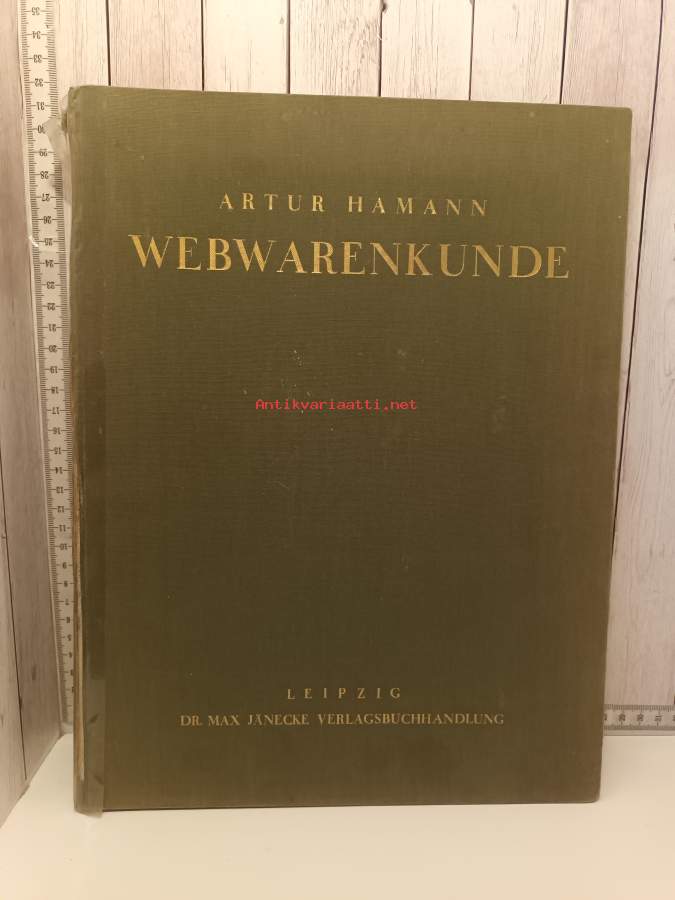 ARTUR HAMANN
WEBWARENKUNDE
Antikvariaatti.net
LEIPZIG
DR. MAX JÄNECKE VERLAGSBUCHHANDLUNG